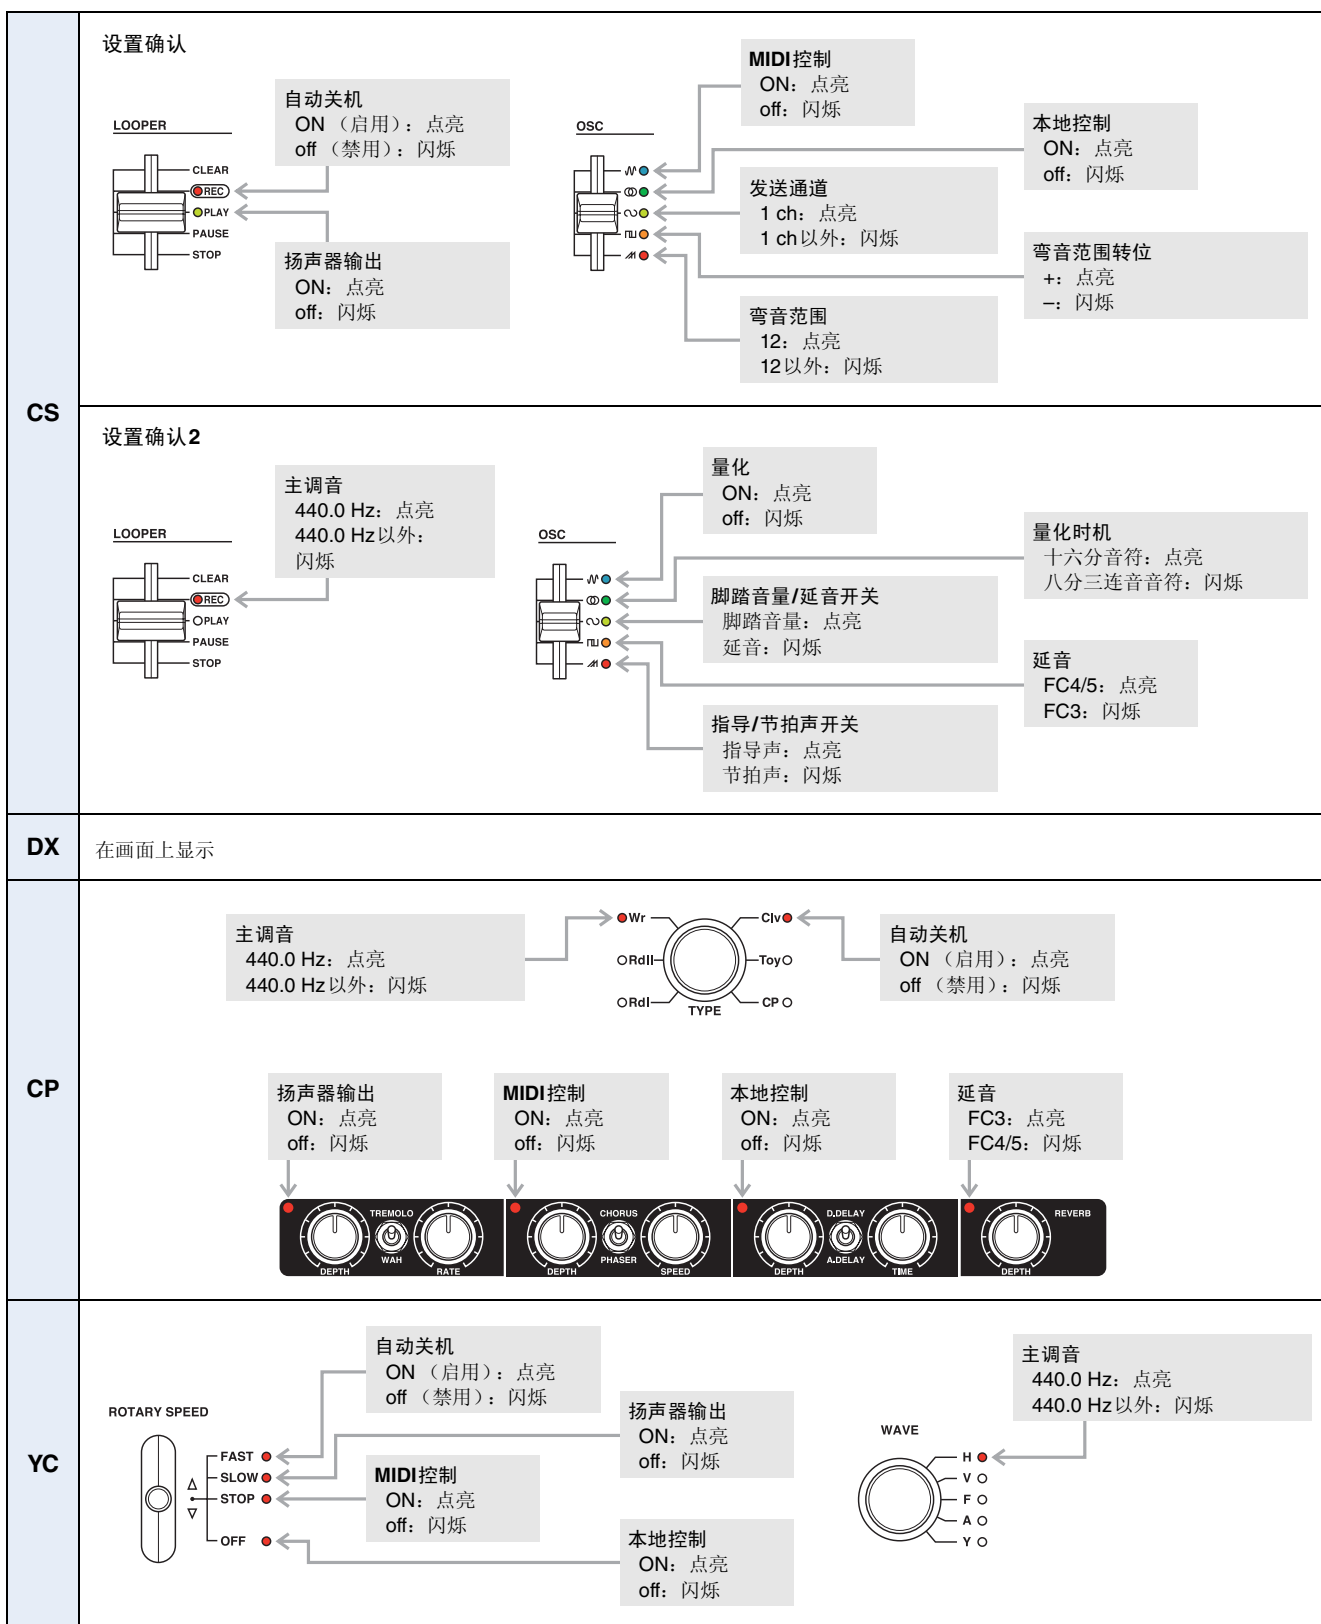 CS
设置确认
LOOPER
CLEAR
REC
PLAY
PAUSE
STOP
自动关机
ON （启用）：点亮
off （禁用）：闪烁
扬声器输出
ON：点亮
off：闪烁
OSC
MIDI控制
ON：点亮
off：闪烁
本地控制
ON：点亮
off：闪烁
发送通道
1 ch：点亮
1 ch以外：闪烁
弯音范围转位
+：点亮
–：闪烁
弯音范围
12：点亮
12以外：闪烁
设置确认2
LOOPER
CLEAR
REC
PLAY
PAUSE
STOP
主调音
440.0 Hz：点亮
440.0 Hz以外：
闪烁
OSC
量化
ON：点亮
off：闪烁
量化时机
十六分音符：点亮
八分三连音音符：闪烁
脚踏音量/延音开关
脚踏音量：点亮
延音：闪烁
延音
FC4/5：点亮
FC3：闪烁
指导/节拍声开关
指导声：点亮
节拍声：闪烁
DX
在画面上显示
CP
主调音
440.0 Hz：点亮
440.0 Hz以外：闪烁
Wr
RdII
RdI
Clv
Toy
CP
TYPE
自动关机
ON （启用）：点亮
off （禁用）：闪烁
扬声器输出
ON：点亮
off：闪烁
MIDI控制
ON：点亮
off：闪烁
本地控制
ON：点亮
off：闪烁
延音
FC3：点亮
FC4/5：闪烁
TREMOLO
WAH
DEPTH
RATE
CHORUS
PHASER
DEPTH
SPEED
D.DELAY
A.DELAY
DEPTH
TIME
REVERB
DEPTH
YC
ROTARY SPEED
FAST
SLOW
STOP
OFF
自动关机
ON （启用）：点亮
off （禁用）：闪烁
扬声器输出
ON：点亮
off：闪烁
MIDI控制
ON：点亮
off：闪烁
本地控制
ON：点亮
off：闪烁
WAVE
H
V
F
A
Y
主调音
440.0 Hz：点亮
440.0 Hz以外：闪烁